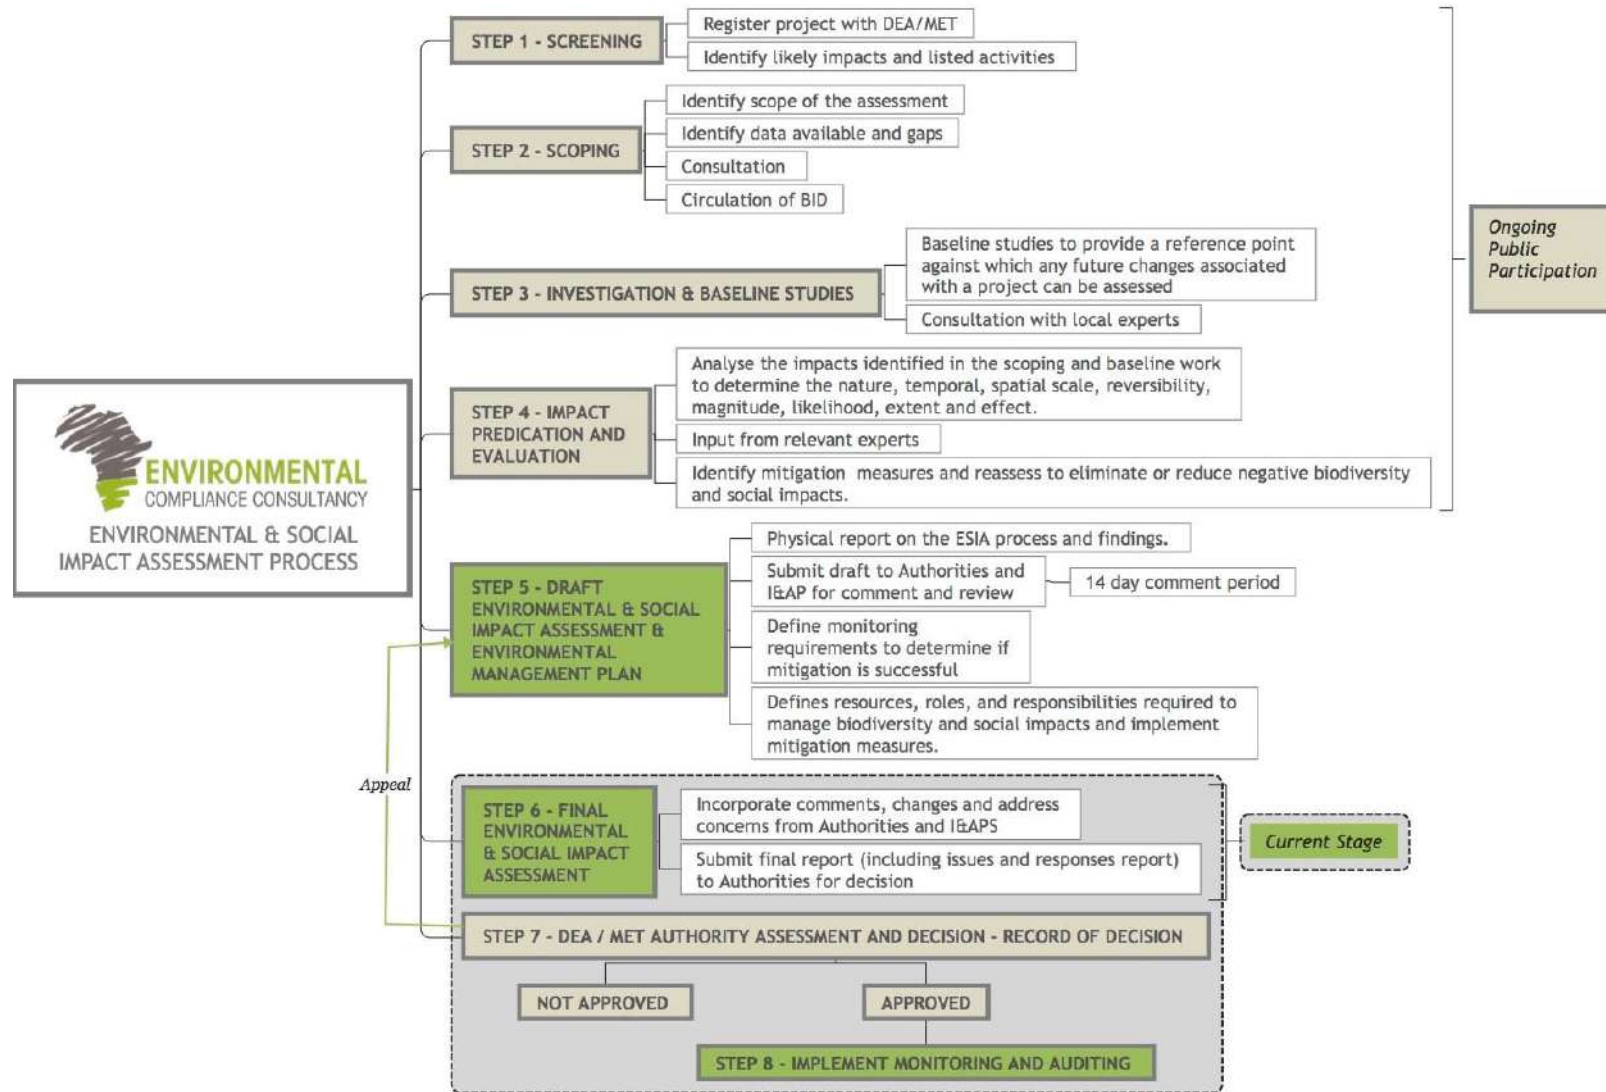 ENVIRONMENTAL
COMPLIANCE CONSULTANCY
ENVIRONMENTAL & SOCIAL
IMPACT ASSESSMENT PROCESS
STEP 1 - SCREENING
Register project with DEA/MET
Identify likely impacts and listed activities
STEP 2 - SCOPING
Identify scope of the assessment
Identify data available and gaps
Consultation
Circulation of BID
STEP 3 - INVESTIGATION & BASELINE STUDIES
Baseline studies to provide a reference point
against which any future changes associated
with a project can be assessed
Consultation with local experts
STEP 4 - IMPACT
PREDICATION AND
EVALUATION
Analyse the impacts identified in the scoping and baseline work
to determine the nature, temporal, spatial scale, reversibility,
magnitude, likelihood, extent and effect.
Input from relevant experts
Identify mitigation measures and reassess to eliminate or reduce negative biodiversity
and social impacts.
Ongoing
Public
Participation
STEP 5 - DRAFT
ENVIRONMENTAL & SOCIAL
IMPACT ASSESSMENT &
ENVIRONMENTAL
MANAGEMENT PLAN
Physical report on the ESIA process and findings.
Submit draft to Authorities and
I&AP for comment and review
14 day comment period
Define monitoring
requirements to determine if
mitigation is successful
Defines resources, roles, and responsibilities required to
manage biodiversity and social impacts and implement
mitigation measures.
Appeal
STEP 6 - FINAL
ENVIRONMENTAL
& SOCIAL IMPACT
ASSESSMENT
Incorporate comments, changes and address
concerns from Authorities and I&APS
Submit final report (including issues and responses report)
to Authorities for decision
Current Stage
STEP 7 - DEA / MET AUTHORITY ASSESSMENT AND DECISION - RECORD OF DECISION
NOT APPROVED
APPROVED
STEP 8 - IMPLEMENT MONITORING AND AUDITING